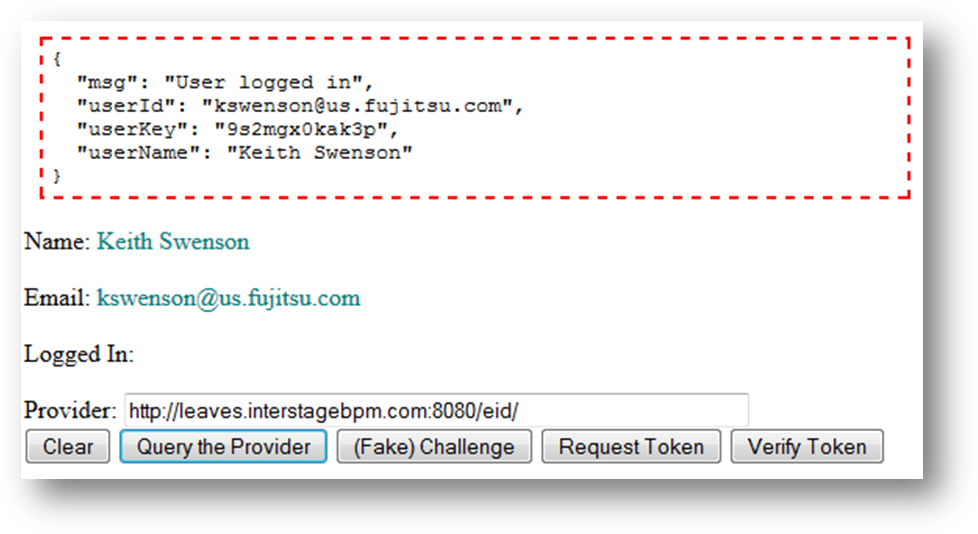 {
"msg": "User logged in",
"userId": "kswenson@us.fujitsu.com",
"userKey": "9s2mgx0kak3p",
"userName": "Keith Swenson"
}
Name: Keith Swenson
Email: kswenson@us.fujitsu.com
Logged In:
Provider: http://leaves.interstagebpm.com:8080/eid/
Clear Query the Provider (Fake) Challenge Request Token Verify Token